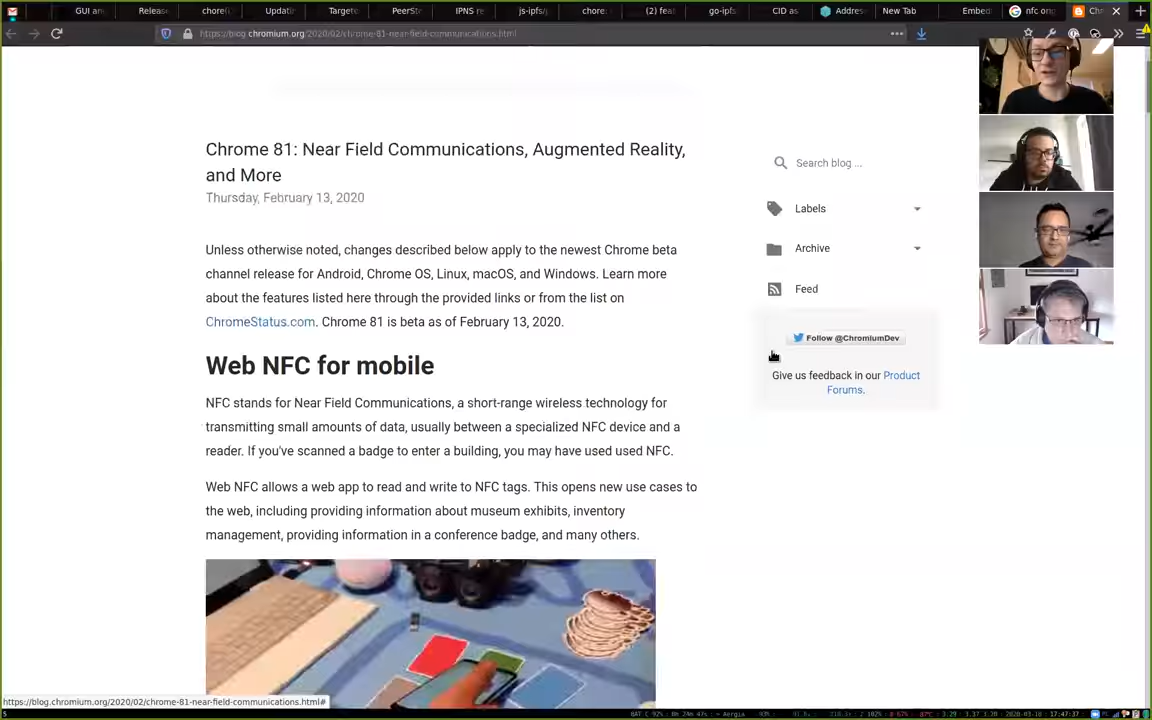 GUI an
Release
chore(
Updati
Targete
PeerSt
IPNS re
js-ipfs/
chore:
(2) feat
go-ipfs
CID as
Addres
New Tab
Embed
nfc on
Ch
https://blog.chromium.org/2020/02/chrome-81-near-field-communications.html
Chrome 81: Near Field Communications, Augmented Reality,
and More
Thursday, February 13, 2020
Unless otherwise noted, changes described below apply to the newest Chrome beta
channel release for Android, Chrome OS, Linux, macOS, and Windows. Learn more
about the features listed here through the provided links or from the list on
ChromeStatus.com. Chrome 81 is beta as of February 13, 2020.
Web NFC for mobile
NFC stands for Near Field Communications, a short-range wireless technology for
transmitting small amounts of data, usually between a specialized NFC device and a
reader. If you've scanned a badge to enter a building, you may have used used NFC.
Web NFC allows a web app to read and write to NFC tags. This opens new use cases to
the web, including providing information about museum exhibits, inventory
management, providing information in a conference badge, and many others.
Search blog ...
Labels
Archive
Feed
Follow @ChromiumDev
Give us feedback in our Product
Forums.
https://blog.chromium.org/2020/02/chrome-81-near-field-communications.html#
5
2020-03-18 17:47:37